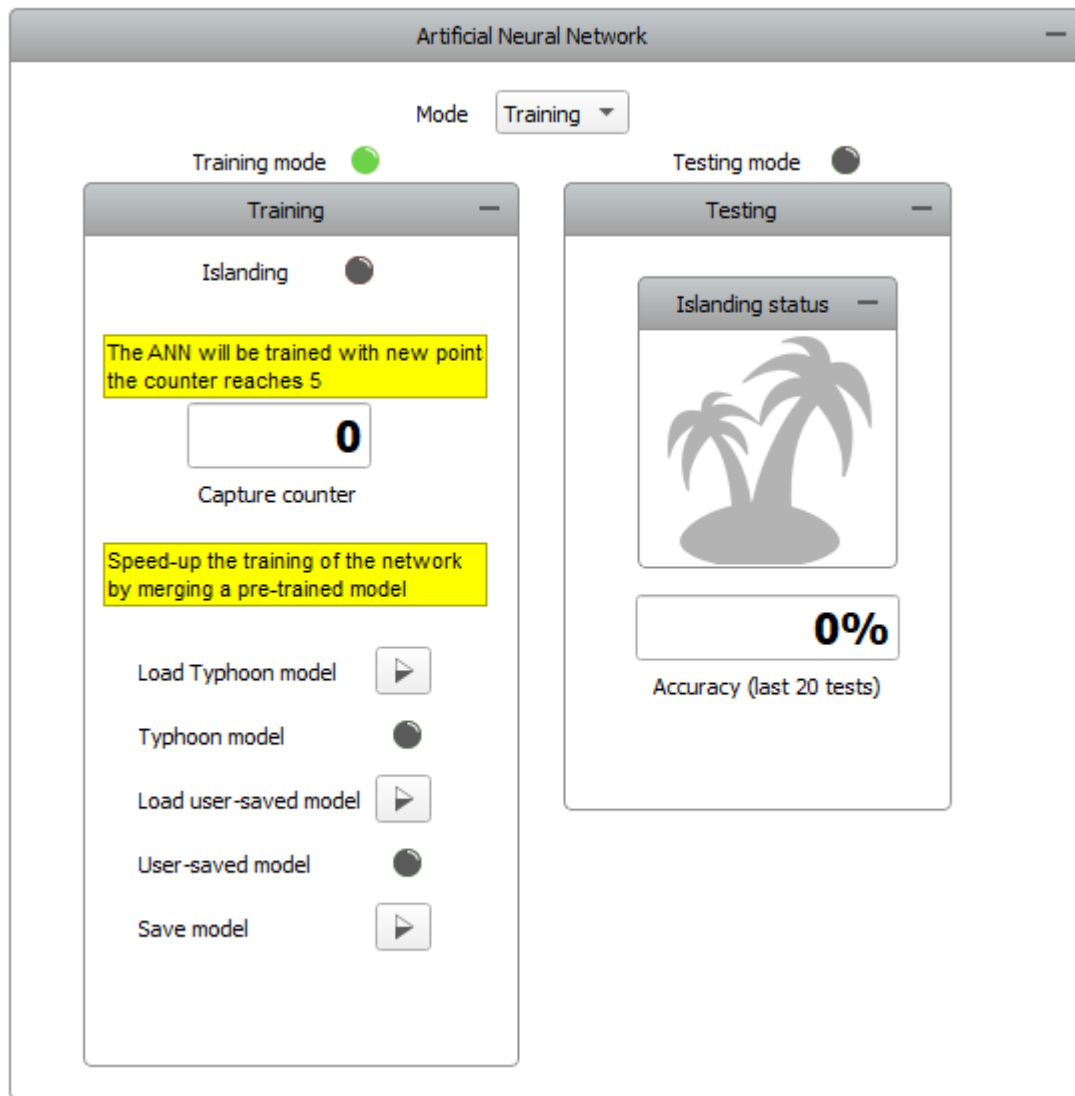 Artificial Neural Network
Mode Training
Training mode
Testing mode
Training
Islanding
The ANN will be trained with new point
the counter reaches 5
0
Capture counter
Speed-up the training of the network
by merging a pre-trained model
Load Typhoon model
Typhoon model
Load user-saved model
User-saved model
Save model
Testing
Islanding status
0%
Accuracy (last 20 tests)